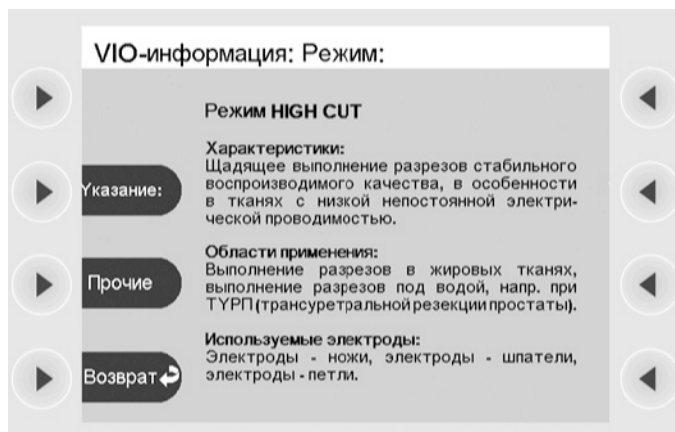 VIO-информация: Режим:
Режим HIGH CUT
Характеристики:
Щадящее выполнение разрезов стабильного
воспроизводимого качества, в особенности
в тканях с низкой непостоянной электри-
ческой проводимостью.
Указание:
Области применения:
Выполнение разрезов в жировых тканях,
выполнение разрезов под водой, напр. при
ТУРП (трансуретральной резекции простаты).
Прочие
Используемые электроды:
Электроды - ножи, электроды - шпатели,
электроды - петли.
Возврат